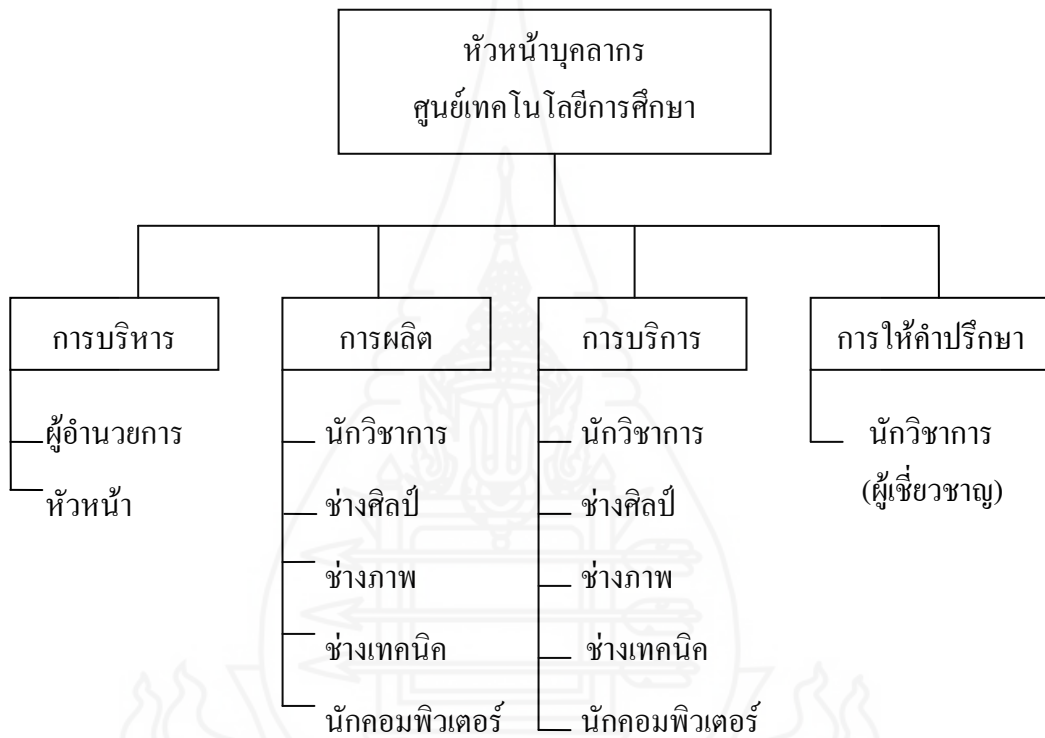 หัวหน้าบุคลากร
ศูนย์เทคโนโลยีการศึกษา
การบริหาร
ผู้อำนวยการ
หัวหน้า
การผลิต
นักวิชาการ
ช่างศิลป์
ช่างภาพ
ช่างเทคนิค
นักคอมพิวเตอร์
การบริการ
นักวิชาการ
ช่างศิลป์
ช่างภาพ
ช่างเทคนิค
นักคอมพิวเตอร์
การให้คำปรึกษา
นักวิชาการ
(ผู้เชี่ยวชาญ)